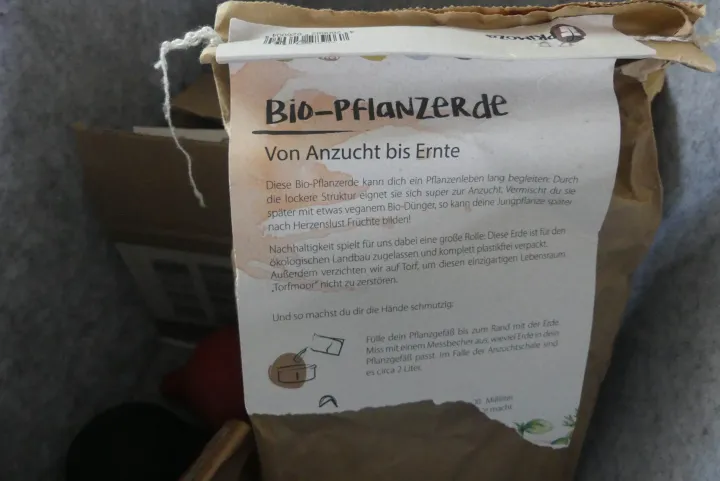 Bio-Pflanzerde
Von Anzucht bis Ernte
Diese Bio-Pflanzerde kann dich ein Pflanzenleben lang begleiten: Durch
die lockere Struktur eignet sie sich super zur Anzucht. Vermischt du sie
später mit etwas veganem Bio-Dünger, so kann deine Jungpflanze später
nach Herzenslust Früchte bilden!
Nachhaltigkeit spielt für uns dabei eine große Rolle: Diese Erde ist für den
ökologischen Landbau zugelassen und komplett plastikfrei verpackt.
Außerdem verzichten wir auf Torf, um diesen einzigartigen Lebensraum
„Torfmoor" nicht zu zerstören.
Und so machst du dir die Hände schmutzig:
Fülle dein Pflanzgefäß bis zum Rand mit der Erde.
Miss mit einem Messbecher aus, wieviel Erde in dein
Pflanzgefäß passt. Im Falle der Anzuchtschale sind
es circa 2 Liter.
macht